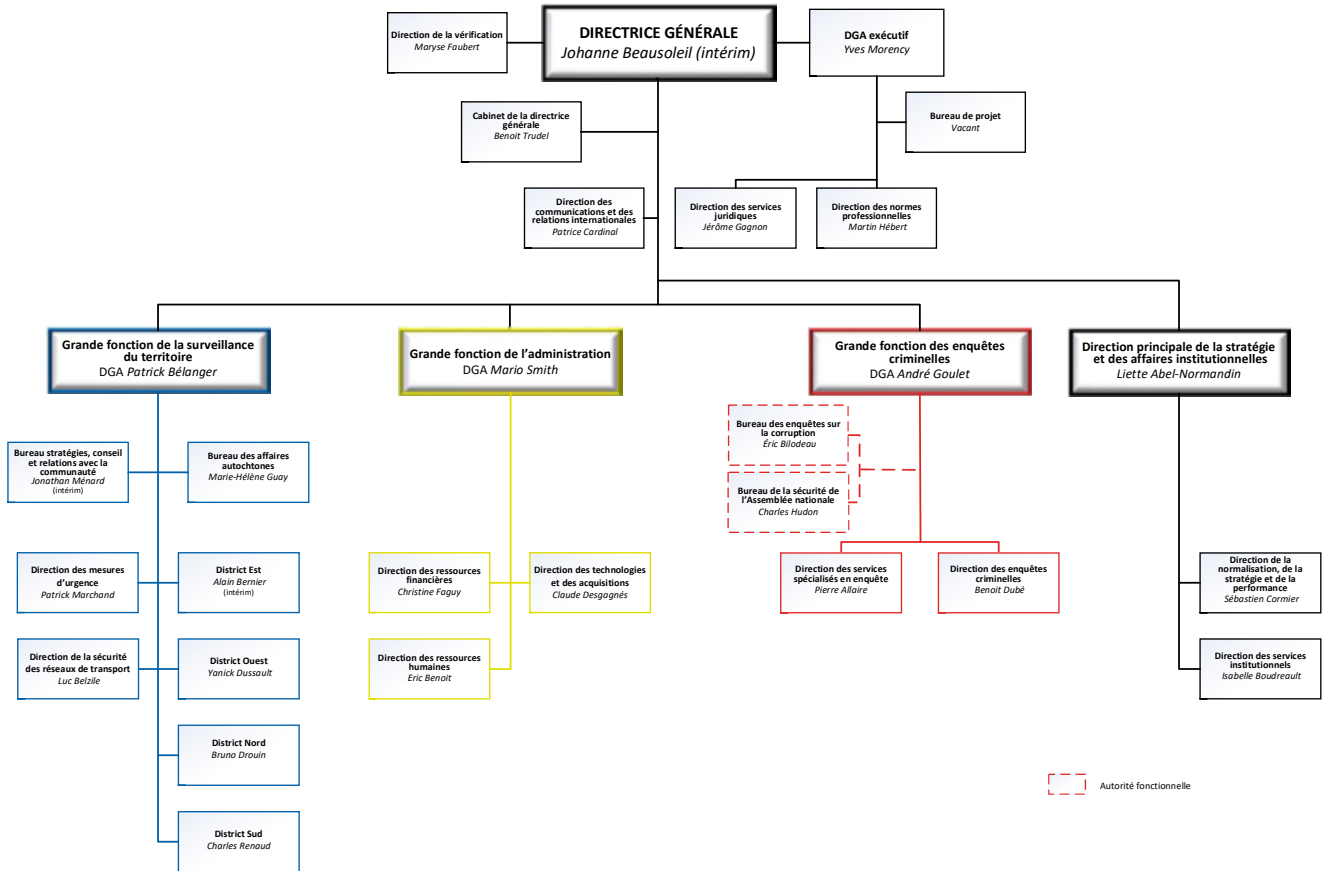 Direction de la vérification
Maryse Faubert
DIRECTRICE GÉNÉRALE
Johanne Beausoleil (intérim)
DGA exécutif
Yves Morency
Cabinet de la directrice
générale
Benoit Trudel
Bureau de projet
Vacant
Direction des
communications et des
relations internationales
Patrice Cardinal
Direction des services
juridiques
Jérôme Gagnon
Direction des normes
professionnelles
Martin Hébert
Grande fonction de la surveillance
du territoire
DGA Patrick Bélanger
Grande fonction de l'administration
DGA Mario Smith
Grande fonction des enquêtes
criminelles
DGA André Goulet
Direction principale de la stratégie
et des affaires institutionnelles
Liette Abel-Normandin
Bureau stratégies, conseil
et relations avec la
communauté
Jonathan Ménard
(intérim)
Bureau des affaires
autochtones
Marie-Hélène Guay
Bureau des enquêtes sur
la corruption
Éric Bilodeau
Bureau de la sécurité de
l'Assemblée nationale
Charles Hudon
Direction des mesures
d'urgence
Patrick Marchand
District Est
Alain Bernier
(intérim)
Direction des ressources
financières
Christine Faguy
Direction des technologies
et des acquisitions
Claude Desgagnés
Direction des services
spécialisés en enquête
Pierre Allaire
Direction des enquêtes
criminelles
Benoit Dubé
Direction de la
normalisation, de la
stratégie et de la
performance
Sébastien Cormier
Direction de la sécurité
des réseaux de transport
Luc Belzile
District Ouest
Yanick Dussault
Direction des ressources
humaines
Eric Benoit
Direction des services
institutionnels
Isabelle Boudreault
District Nord
Bruno Drouin
Autorité fonctionnelle
District Sud
Charles Renaud